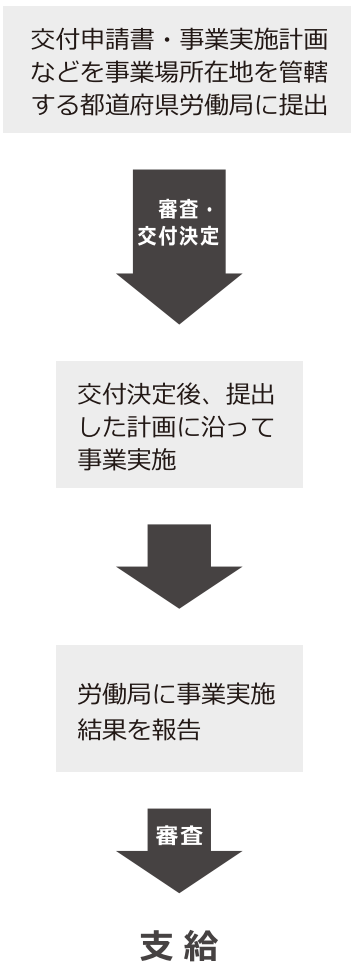 交付申請書・事業実施計画
などを事業場所在地を管轄
する都道府県労働局に提出
審査・
交付決定
交付決定後、提出
した計画に沿って
事業実施
労働局に事業実施
結果を報告
審査
支給